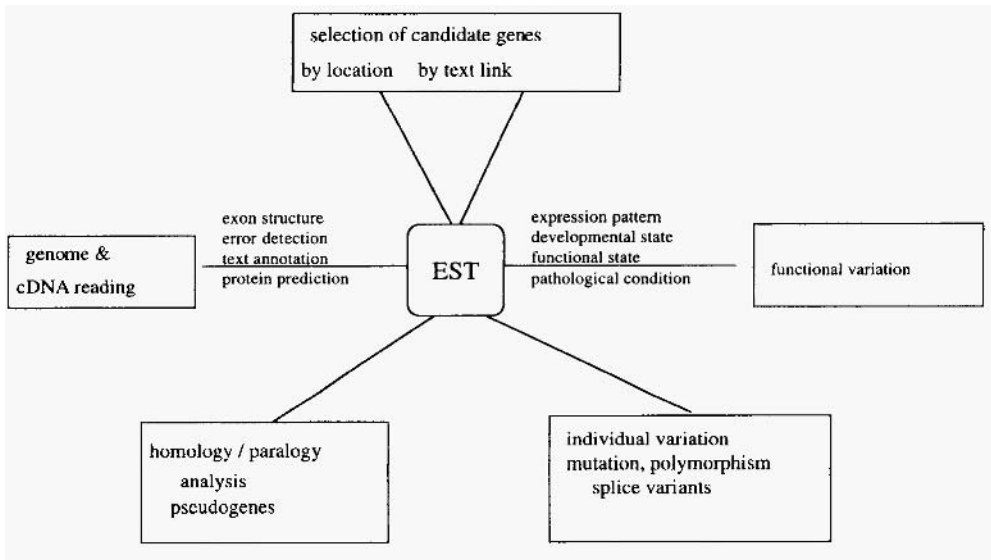 selection of candidate genes
by location by text link
exon structure
error detection
text annotation
protein prediction
genome &
cDNA reading
EST
expression pattern
developmental state
functional state
pathological condition
functional variation
homology / paralogy
analysis
pscudogenes
individual variation
mutation, polymorphism
splice variants